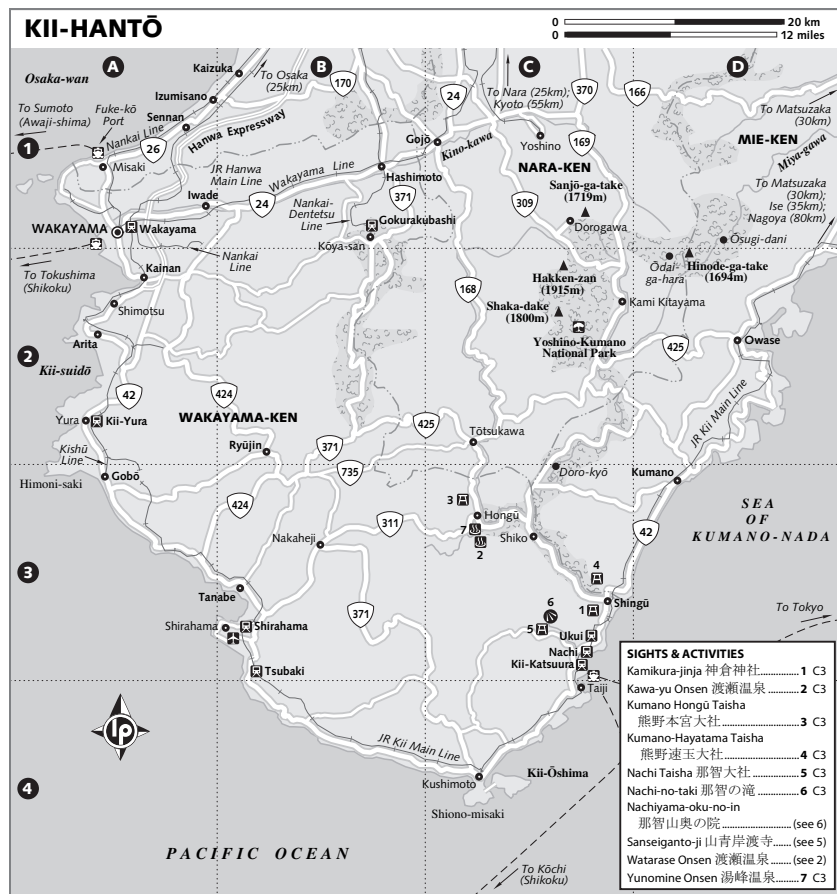 KII-HANTŌ
0 20 km
0 12 miles
A
B
C
D
Osaka-wan
Kaizuka
To Osaka
(25km)
170
24
To Nara (25km);
Kyoto (55km)
370
166
To Sumoto
(Awaji-shima)
Fuke-kō
Port
Izumisano
Sennan
Nankai Line
Hanwa Expressway
Gojō
Kino-kawa
Yoshino
169
To Matsuzaka
(30km)
MIE-KEN
Miya-gawa
1
26
Misaki
JR Hanwa
Main Line
Wakayama Line
Hashimoto
NARA-KEN
Sanjō-ga-take
(1719m)
To Matsuzaka
(30km);
Ise (35km);
Nagoya (80km)
Iwade
24
Nankai-
Dentetsu
Line
371
Gokurakubashi
309
Dorogawa
WAKAYAMA
Wakayama
Kōya-san
Ōsugi-dani
To Tokushima
(Shikoku)
Nankai
Line
Kainan
Hakken-zan
(1915m)
Ōdai-
ga-hara
Hinode-ga-take
(1694m)
168
Shimotsu
Shaka-dake
(1800m)
Kami Kitayama
Arita
Yoshino-Kumano
National Park
425
Owase
2
Kii-suidō
42
424
WAKAYAMA-KEN
425
Yura
Kii-Yura
Tōtsukawa
JR Kii Main Line
Kishū
Line
Ryūjin
371
735
Himoni-saki
Gobō
Doro-kyō
Kumano
424
3
Hongū
SEA
OF
KUMANO-NADA
311
7
2
Nakaheji
Shiko
42
3
4
Tanabe
371
6
1
Shingū
To Tokyo
Shirahama
Shirahama
5
Ukui
Nachi
Kii-Katsuura
Tsubaki
Taiji
lp
JR Kii Main Line
Kii-Ōshima
4
Kushimoto
Shiono-misaki
PACIFIC OCEAN
To Kōchi
(Shikoku)
SIGHTS & ACTIVITIES
Kamikura-jinja 神倉神社 1 C3
Kawa-yu Onsen 渡瀬温泉 2 C3
Kumano Hongū Taisha
熊野本宮大社 3 C3
Kumano-Hayatama Taisha
熊野速玉大社 4 C3
Nachi Taisha 那智大社 5 C3
Nachi-no-taki 那智の滝 6 C3
Nachiyama-oku-no-in
那智山奥の院 (see 6)
Sanseiganto-ji 山青岸渡寺 (see 5)
Watarase Onsen 渡瀬温泉 (see 2)
Yunomine Onsen 湯峰温泉 7 C3